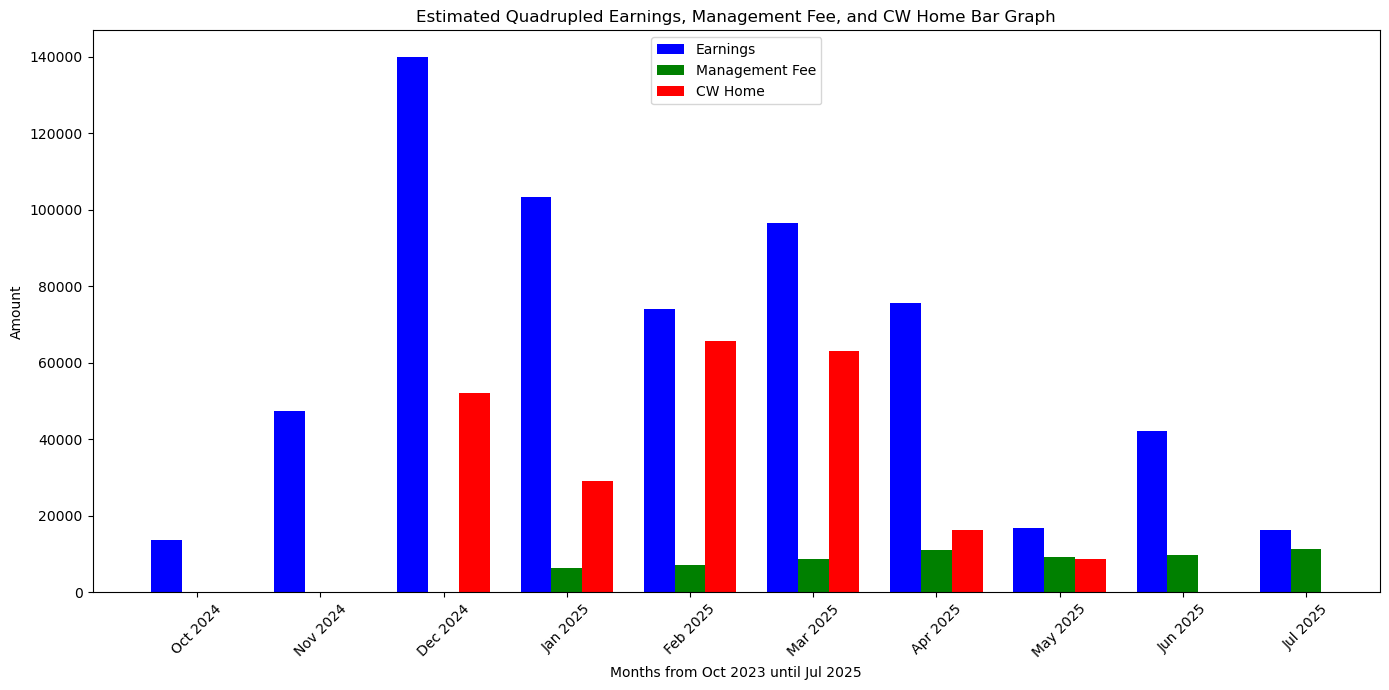 Estimated Quadrupled Earnings, Management Fee, and CW Home Bar Graph
Earnings
Management Fee
CW Home
Amount
140000
120000
100000
80000
60000
40000
20000
0
Oct 2024
Nov 2024
Dec 2024
Jan 2025
Feb 2025
Mar 2025
Apr 2025
May 2025
Jun 2025
Jul 2025
Months from Oct 2023 until Jul 2025